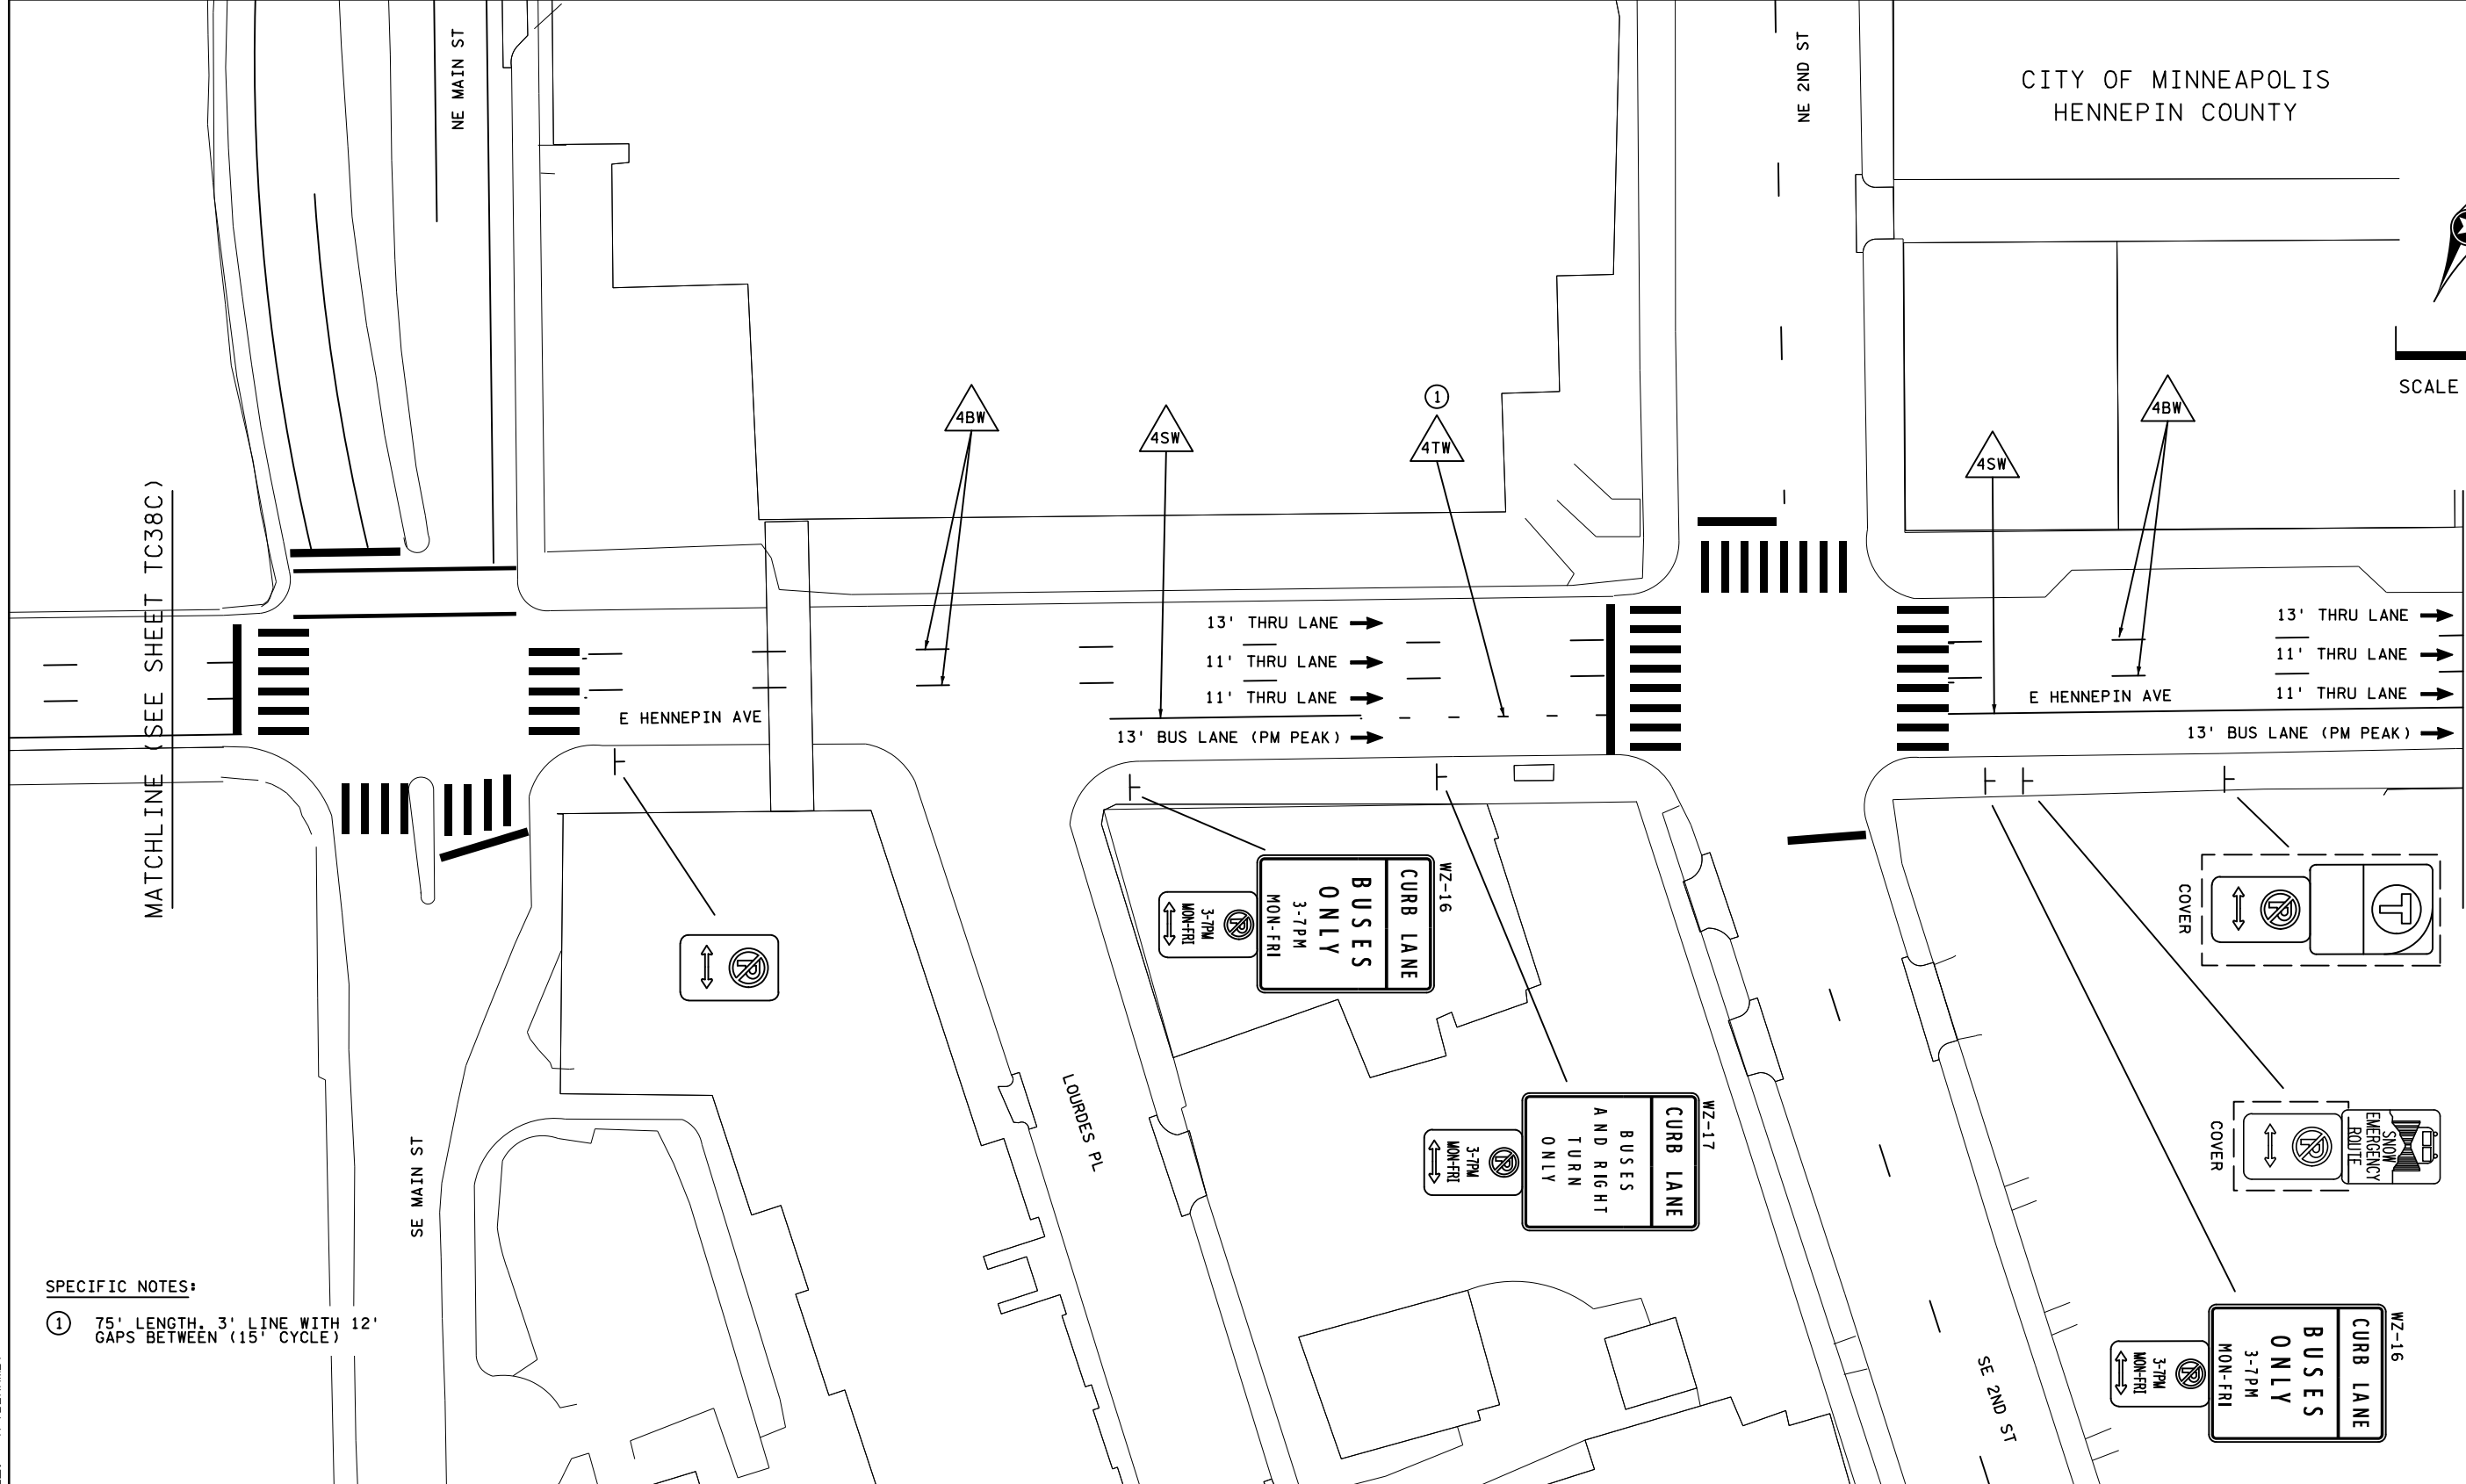 NE MAIN ST
NE 2ND ST
CITY OF MINNEAPOLIS
HENNEPIN COUNTY
SCALE
4BW
4SW
1
4TW
4SW
4BW
MATCHLINE (SEE SHEET TC38C)
13' THRU LANE
11' THRU LANE
11' THRU LANE
13' BUS LANE (PM PEAK)
E HENNEPIN AVE
13' THRU LANE
11' THRU LANE
11' THRU LANE
E HENNEPIN AVE
13' BUS LANE (PM PEAK)
P
WZ-16
CURB LANE
BUSES
ONLY
3-7PM
MON-FRI
P
3-7PM
MON-FRI
T
P
COVER
WZ-17
CURB LANE
BUSES
AND RIGHT
TURN
ONLY
P
3-7PM
MON-FRI
SNOW
EMERGENCY
ROUTE
P
COVER
WZ-16
CURB LANE
BUSES
ONLY
3-7PM
MON-FRI
P
3-7PM
MON-FRI
LOURDES PL
SE MAIN ST
SE 2ND ST
SPECIFIC NOTES:
1 75' LENGTH. 3' LINE WITH 12'
GAPS BETWEEN (15' CYCLE)